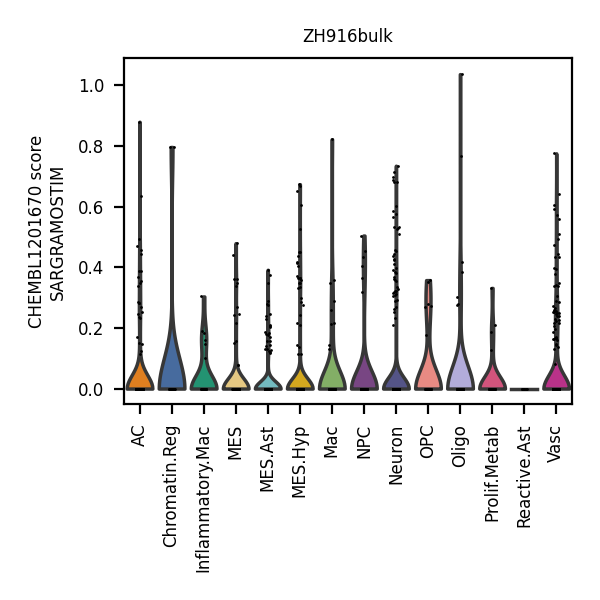 ZH916bulk
CHEMBL1201670 score
SARGRAMOSTIM
1.0
0.8
0.6
0.4
0.2
0.0
AC
Chromatin.Reg
Inflammatory.Mac
MES
MES.Ast
MES.Hyp
Mac
NPC
Neuron
OPC
Oligo
Prolif.Metab
Reactive.Ast
Vasc